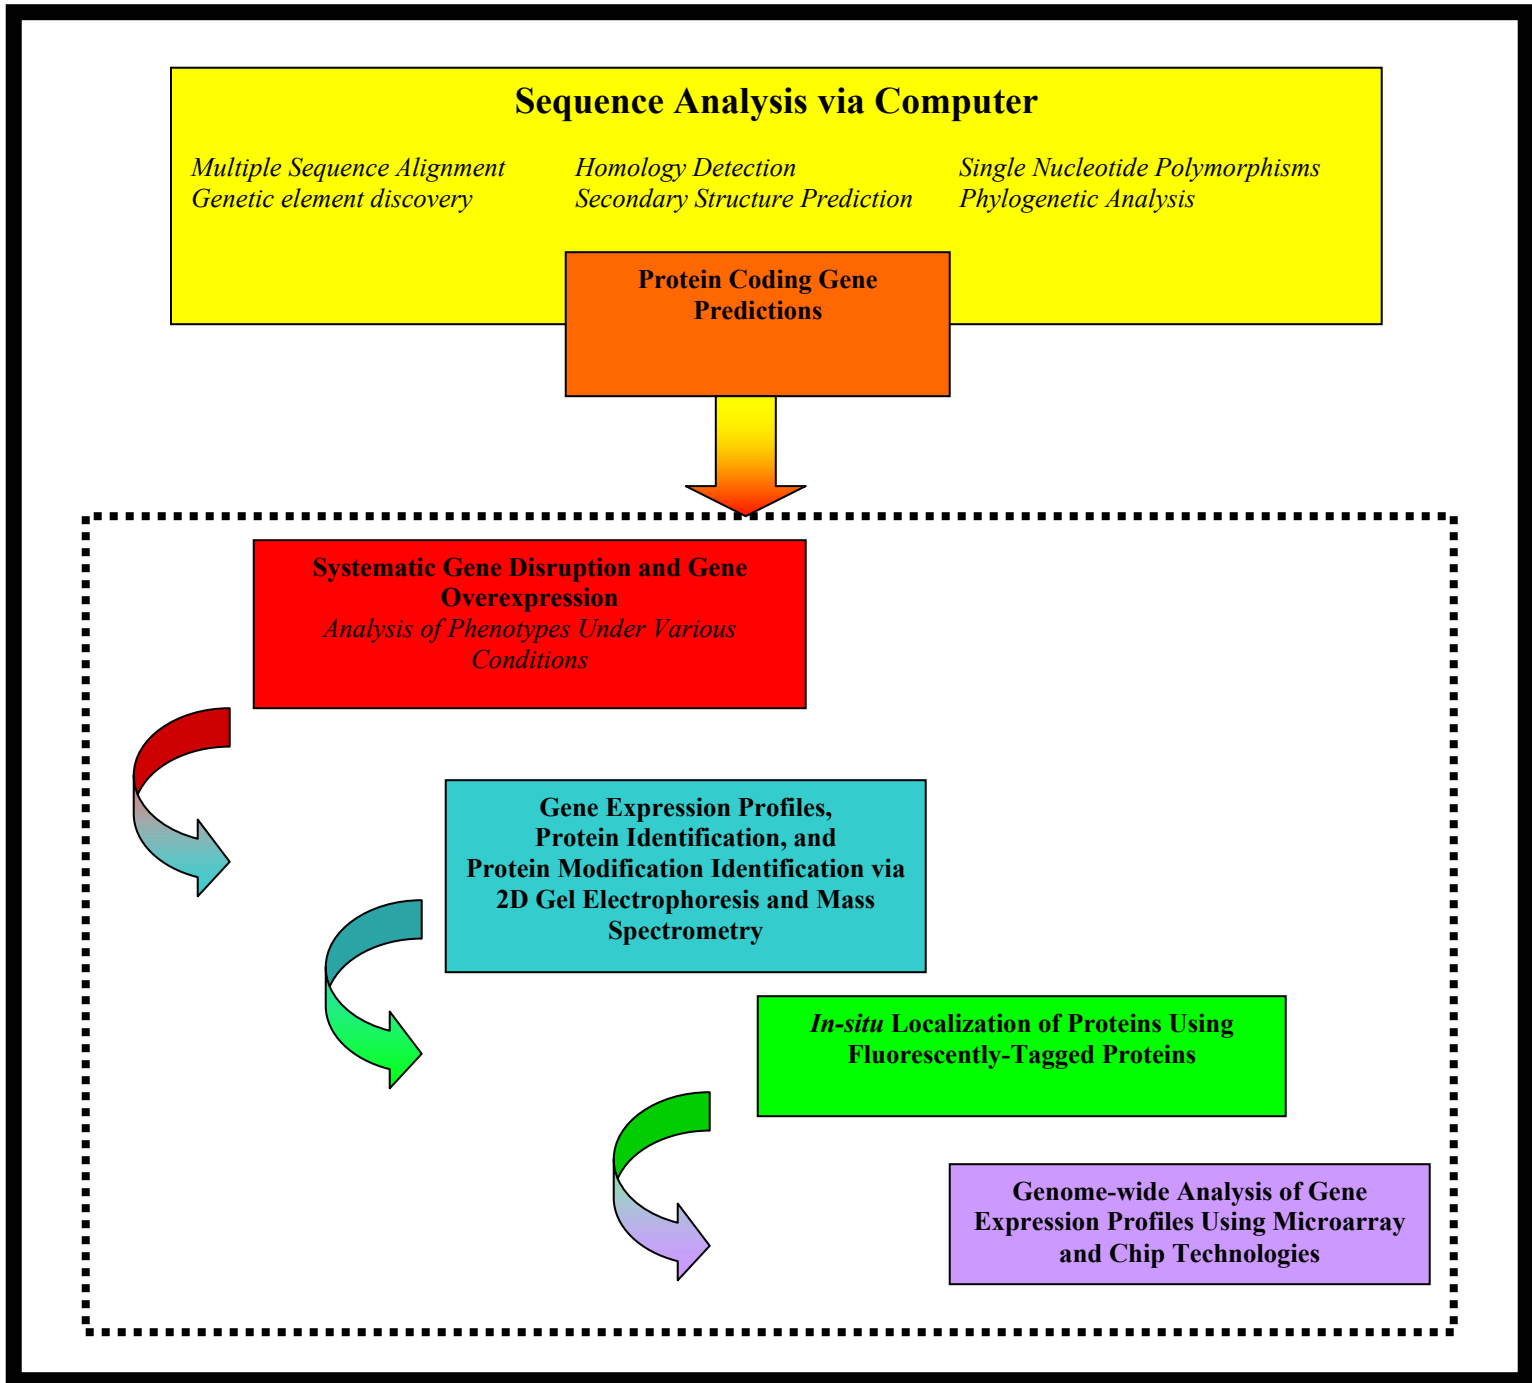 Sequence Analysis via Computer
Multiple Sequence Alignment Homology Detection Single Nucleotide Polymorphisms
Genetic element discovery Secondary Structure Prediction Phylogenetic Analysis
Protein Coding Gene
Predictions
Systematic Gene Disruption and Gene
Overexpression
Analysis of Phenotypes Under Various
Conditions
Gene Expression Profiles,
Protein Identification, and
Protein Modification Identification via
2D Gel Electrophoresis and Mass
Spectrometry
In-situ Localization of Proteins Using
Fluorescently-Tagged Proteins
Genome-wide Analysis of Gene
Expression Profiles Using Microarray
and Chip Technologies